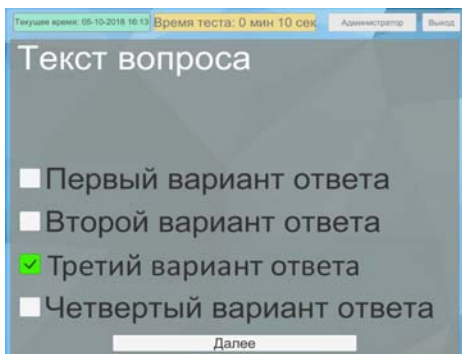 Текущее время: 05-10-2018 16:13 Время теста: 0 мин 10 сек Администратор Выход
Текст вопроса
Первый вариант ответа
Второй вариант ответа
Третий вариант ответа
Четвертый вариант ответа
Далее